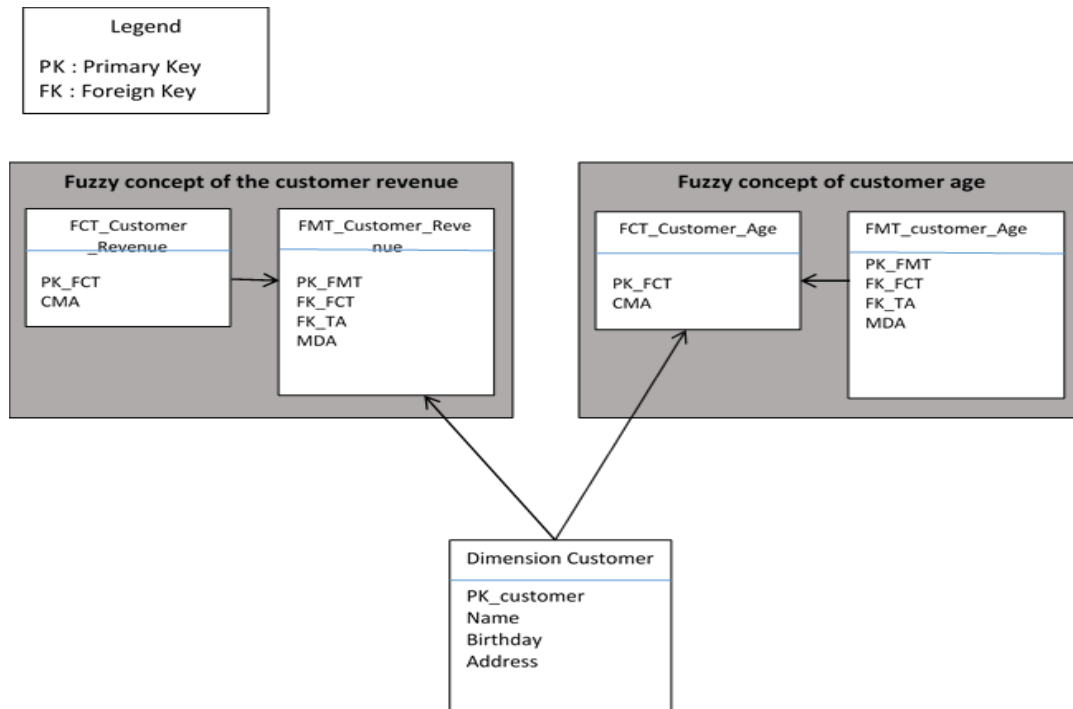 Legend
PK : Primary Key
FK : Foreign Key
Fuzzy concept of the customer revenue
FCT_Customer
_Revenue
PK_FCT
CMA
FMT_Customer_Reve
nue
PK_FMT
FK_FCT
FK_TA
MDA
Fuzzy concept of customer age
FCT_Customer_Age
PK_FCT
CMA
FMT_customer_Age
PK_FMT
FK_FCT
FK_TA
MDA
Dimension Customer
PK_customer
Name
Birthday
Address